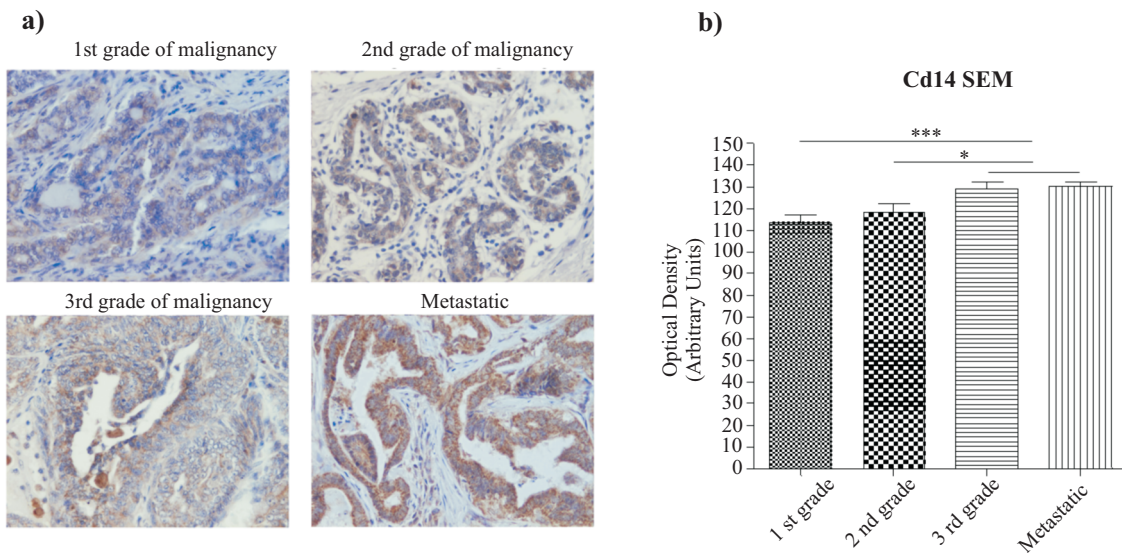 a)
1st grade of malignancy
2nd grade of malignancy
3rd grade of malignancy
Metastatic
b)
Cd14 SEM
***
*
Optical Density
(Arbitrary Units)
150
140
130
120
110
100
90
80
70
60
50
40
30
20
10
0
1 st grade
2 nd grade
3 rd grade
Metastatic